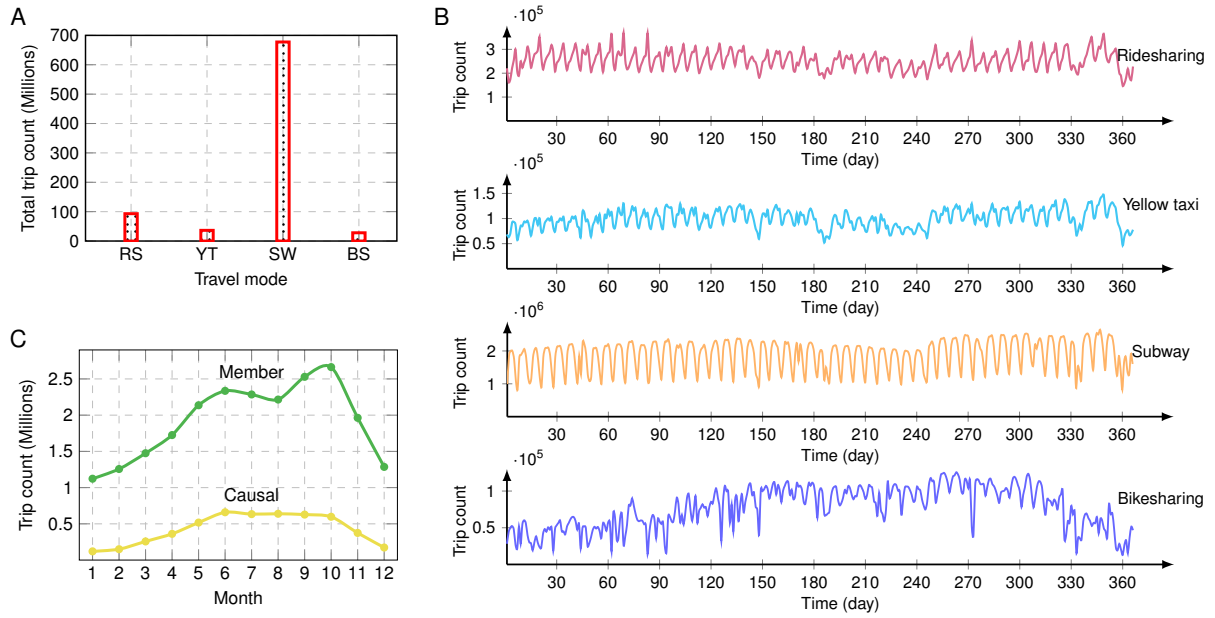 A
Total trip count (Millions)
700
600
500
400
300
200
100
0
RS YT SW BS
Travel mode
B
·10^5
Trip count
3
2
1
Ridesharing
30 60 90 120 150 180 210 240 270 300 330 360
Time (day)
·10^5
Trip count
1.5
1
0.5
Yellow taxi
30 60 90 120 150 180 210 240 270 300 330 360
Time (day)
·10^6
Trip count
2
1
Subway
30 60 90 120 150 180 210 240 270 300 330 360
Time (day)
·10^5
Trip count
1
0.5
Bikesharing
30 60 90 120 150 180 210 240 270 300 330 360
Time (day)
C
Trip count (Millions)
2.5
2
1.5
1
0.5
Member
Causal
1 2 3 4 5 6 7 8 9 10 11 12
Month